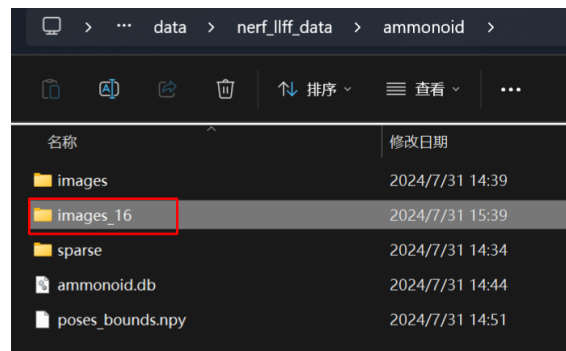 > ... data > nerf_llff_data > ammonoid >
排序 查看 ...
名称 修改日期
images 2024/7/31 14:39
images_16 2024/7/31 15:39
sparse 2024/7/31 14:34
ammonoid.db 2024/7/31 14:44
poses_bounds.npy 2024/7/31 14:51